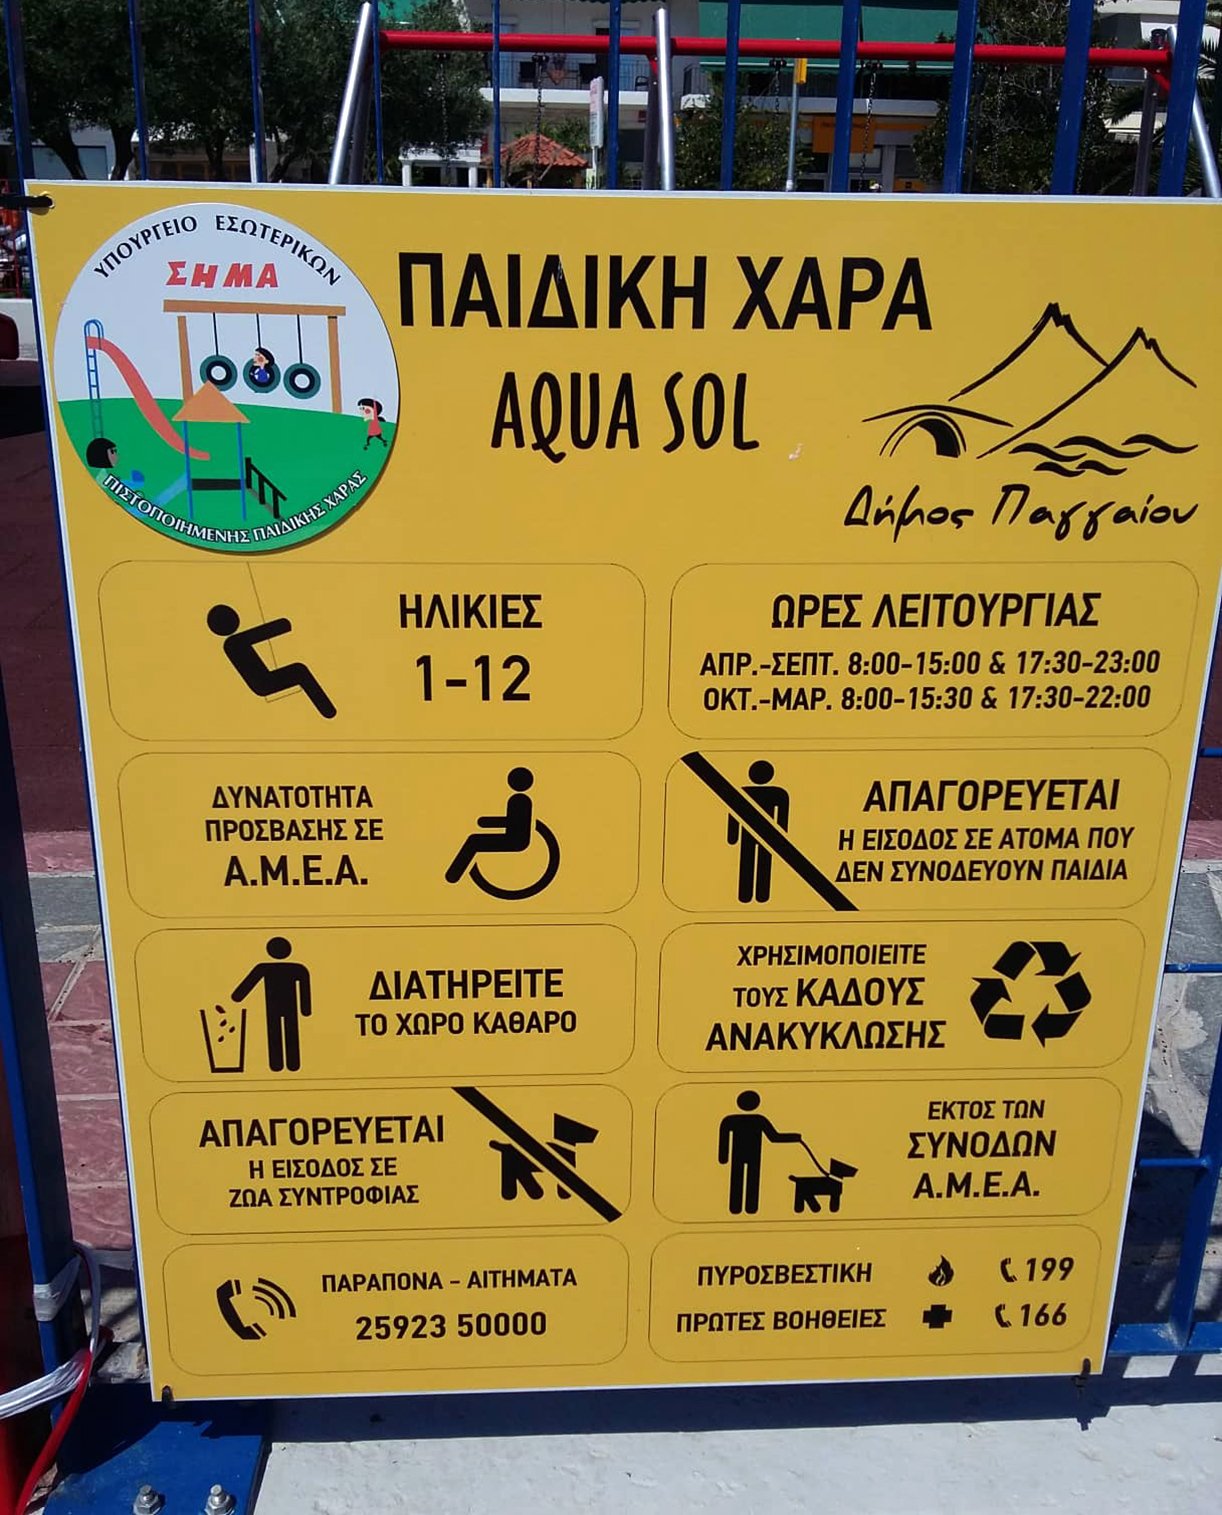 ΥΠΟΥΡΓΕΙΟ ΕΣΩΤΕΡΙΚΩΝ
ΣΗΜΑ
ΠΙΣΤΟΠΟΙΗΜΕΝΗΣ ΠΑΙΔΙΚΗΣ ΧΑΡΑΣ
ΠΑΙΔΙΚΗ ΧΑΡΑ
AQUA SOL
Δήμος Παγγαίου
ΗΛΙΚΙΕΣ
1-12
ΩΡΕΣ ΛΕΙΤΟΥΡΓΙΑΣ
ΑΠΡ.-ΣΕΠΤ. 8:00-15:00 & 17:30-23:00
ΟΚΤ.-ΜΑΡ. 8:00-15:30 & 17:30-22:00
ΔΥΝΑΤΟΤΗΤΑ
ΠΡΟΣΒΑΣΗΣ ΣΕ
Α.Μ.Ε.Α.
ΑΠΑΓΟΡΕΥΕΤΑΙ
Η ΕΙΣΟΔΟΣ ΣΕ ΑΤΟΜΑ ΠΟΥ
ΔΕΝ ΣΥΝΟΔΕΥΟΥΝ ΠΑΙΔΙΑ
ΔΙΑΤΗΡΕΙΤΕ
ΤΟ ΧΩΡΟ ΚΑΘΑΡΟ
ΧΡΗΣΙΜΟΠΟΙΕΙΤΕ
ΤΟΥΣ ΚΑΔΟΥΣ
ΑΝΑΚΥΚΛΩΣΗΣ
ΑΠΑΓΟΡΕΥΕΤΑΙ
Η ΕΙΣΟΔΟΣ ΣΕ
ΖΩΑ ΣΥΝΤΡΟΦΙΑΣ
ΕΚΤΟΣ ΤΩΝ
ΣΥΝΟΔΩΝ
Α.Μ.Ε.Α.
ΠΑΡΑΠΟΝΑ - ΑΙΤΗΜΑΤΑ
25923 50000
ΠΥΡΟΣΒΕΣΤΙΚΗ 199
ΠΡΩΤΕΣ ΒΟΗΘΕΙΕΣ 166